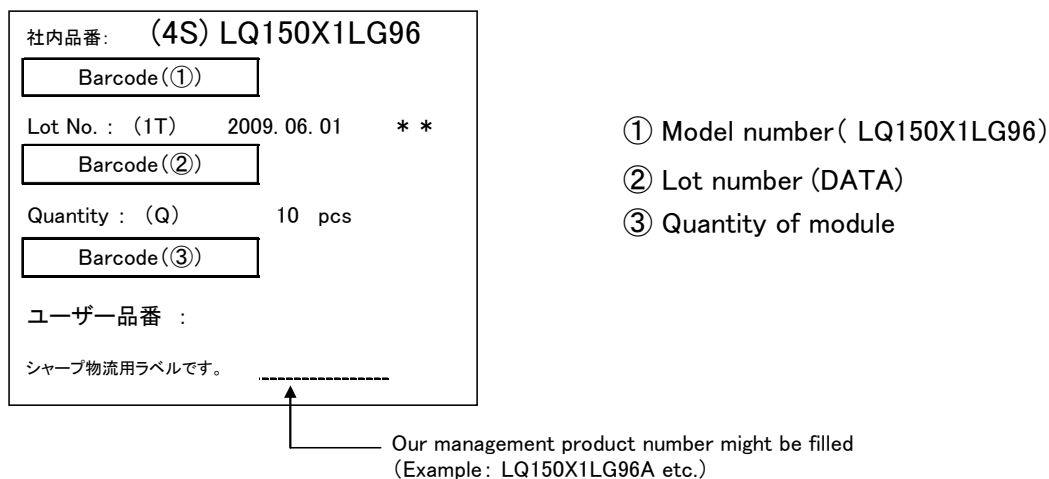 社内品番: (4S) LQ150X1LG96
Barcode(①)
Lot No. : (1T) 2009. 06. 01 * *
Barcode(②)
Quantity : (Q) 10 pcs
Barcode(③)
ユーザー品番 :
シャープ物流用ラベルです。
① Model number( LQ150X1LG96)
② Lot number (DATA)
③ Quantity of module
Our management product number might be filled
(Example: LQ150X1LG96A etc.)